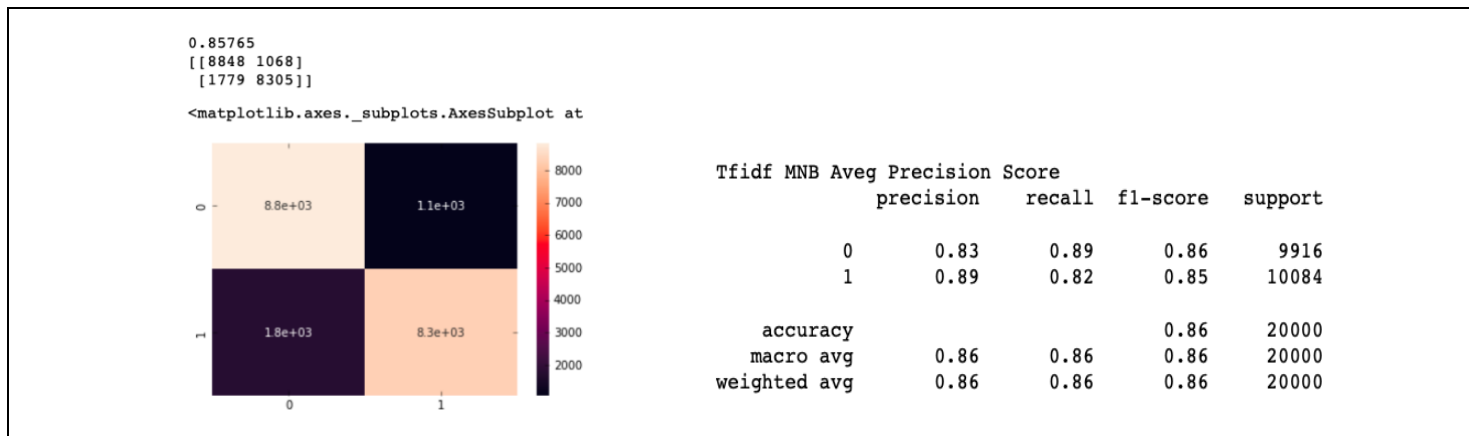 0.85765
[[8848 1068]
[1779 8305]]
<matplotlib.axes._subplots.AxesSubplot at
0
8.8e+03
1.1e+03
1
1.8e+03
8.3e+03
0
1
8000
7000
6000
5000
4000
3000
2000
Tfidf MNB Aveg Precision Score
precision recall f1-score support
0 0.83 0.89 0.86 9916
1 0.89 0.82 0.85 10084
accuracy 0.86 20000
macro avg 0.86 0.86 0.86 20000
weighted avg 0.86 0.86 0.86 20000